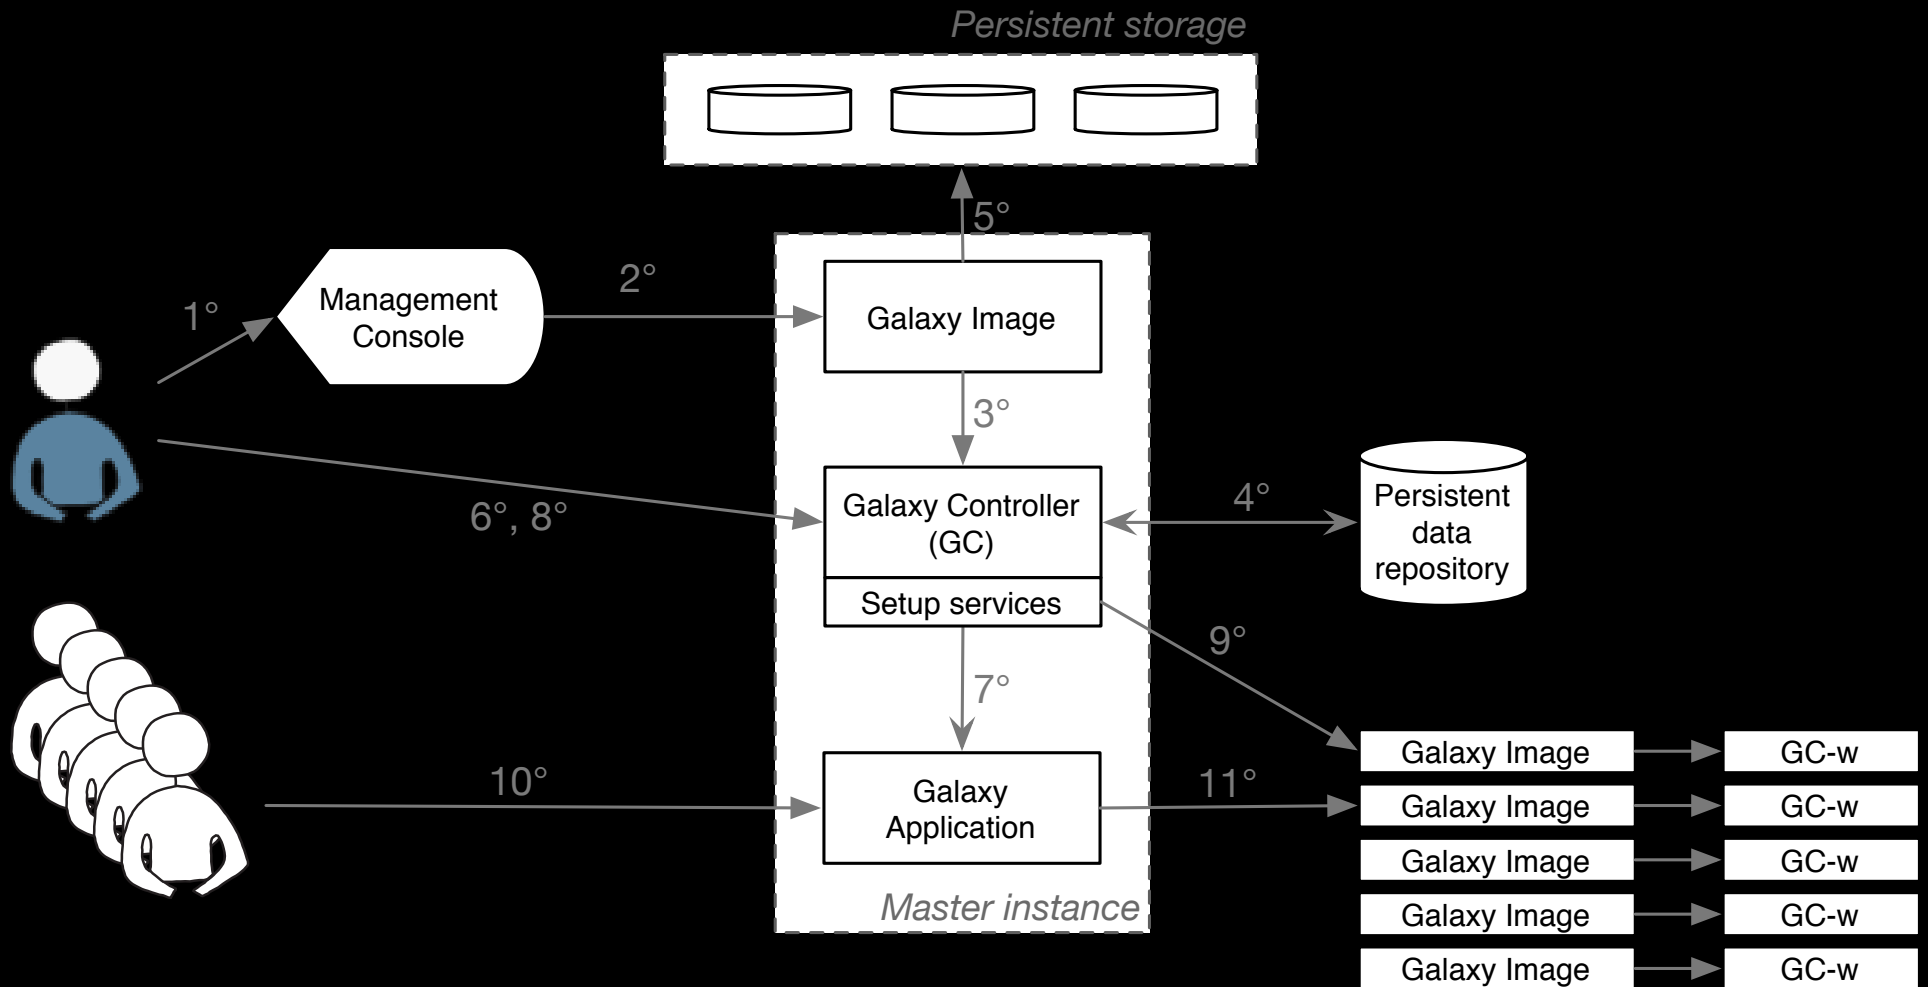 Persistent storage
5°
1°
Management
Console
2°
Galaxy Image
3°
6°, 8°
Galaxy Controller
(GC)
Setup services
4°
Persistent
data
repository
9°
7°
10°
Galaxy
Application
11°
Master instance
Galaxy Image
GC-w
Galaxy Image
GC-w
Galaxy Image
GC-w
Galaxy Image
GC-w
Galaxy Image
GC-w